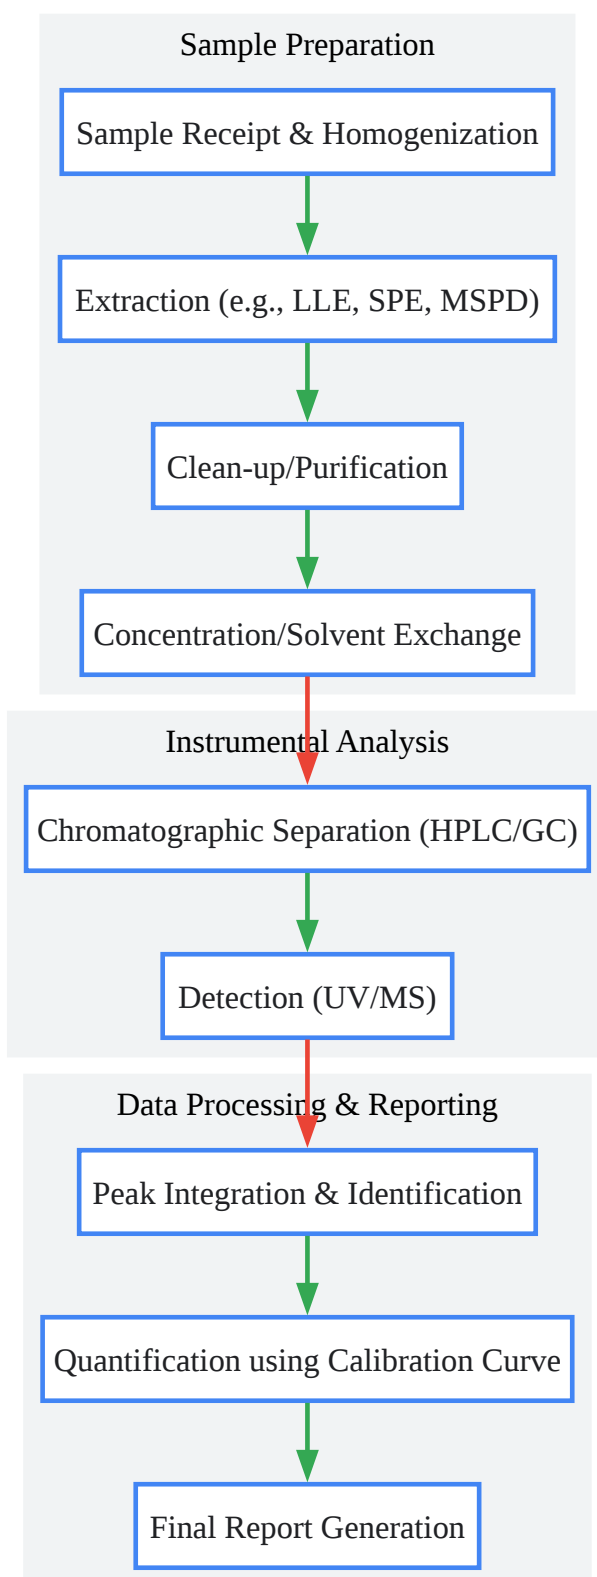 Sample Preparation
Sample Receipt & Homogenization
Extraction (e.g., LLE, SPE, MSPD)
Clean-up/Purification
Concentration/Solvent Exchange
Instrumental Analysis
Chromatographic Separation (HPLC/GC)
Detection (UV/MS)
Data Processing & Reporting
Peak Integration & Identification
Quantification using Calibration Curve
Final Report Generation